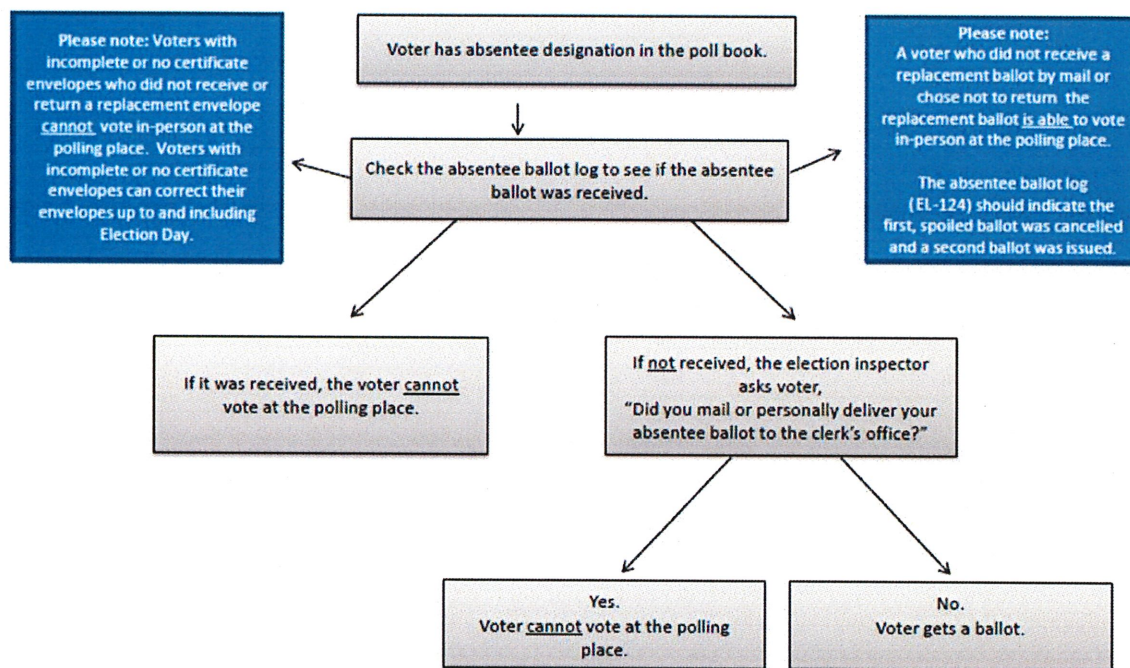 Voter has absentee designation in the poll book.
Please note: Voters with
incomplete or no certificate
envelopes who did not receive or
return a replacement envelope
cannot vote in-person at the
polling place. Voters with
incomplete or no certificate
envelopes can correct their
envelopes up to and including
Election Day.
Please note:
A voter who did not receive a
replacement ballot by mail or
chose not to return the
replacement ballot is able to vote
in-person at the polling place.
The absentee ballot log
(EL-124) should indicate the
first, spoiled ballot was cancelled
and a second ballot was issued.
Check the absentee ballot log to see if the absentee
ballot was received.
If it was received, the voter cannot
vote at the polling place.
If not received, the election inspector
asks voter,
“Did you mail or personally deliver your
absentee ballot to the clerk’s office?”
Yes.
Voter cannot vote at the polling
place.
No.
Voter gets a ballot.